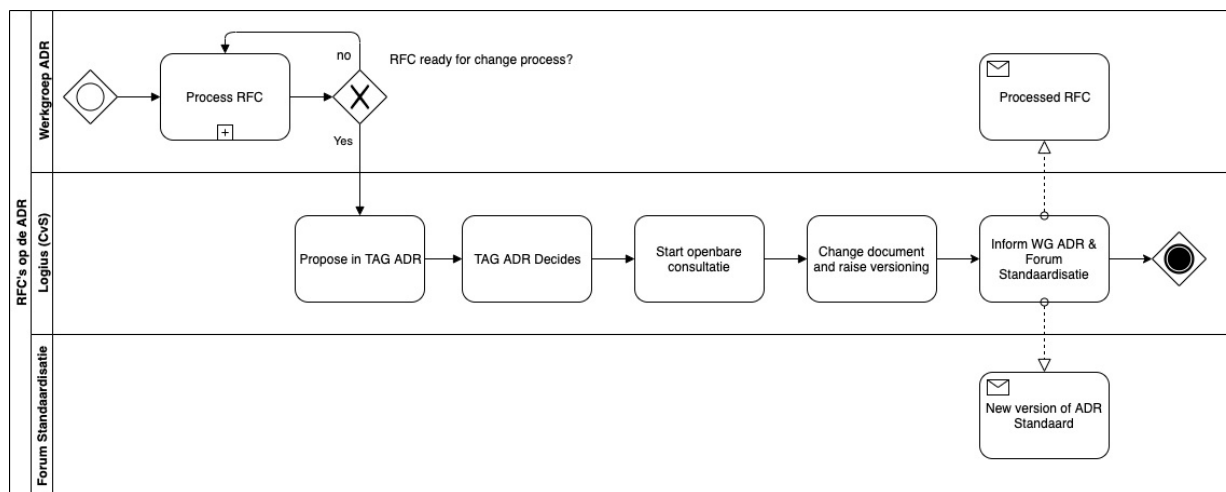 RFC's op de ADR
Werkgroep ADR
no
RFC ready for change process?
Process RFC
Yes
Processed RFC
Logius (CvS)
Propose in TAG ADR
TAG ADR Decides
Start openbare
consultatie
Change document
and raise versioning
Inform WG ADR &
Forum
Standaardisatie
Forum Standaardisatie
New version of ADR
Standaard